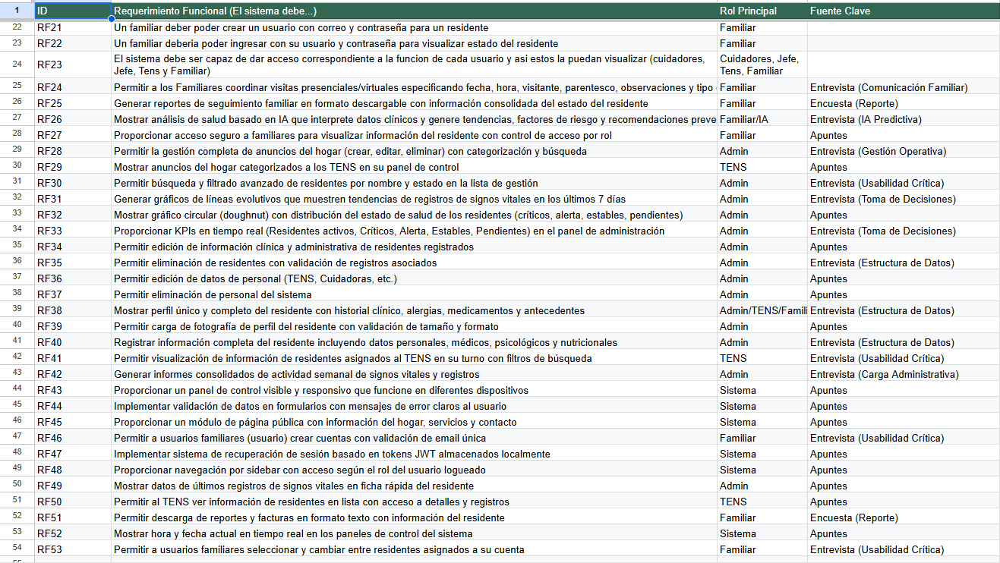 1 ID Requerimiento Funcional (El sistema debe...) Rol Principal Fuente Clave
22 RF21 Un familiar deber poder crear un usuario con correo y contraseña para un residente Familiar
23 RF22 Un familiar deberia poder ingresar con su usuario y contraseña para visualizar estado del residente Familiar
24 RF23 El sistema debe ser capaz de dar acceso correspondiente a la funcion de cada usuario y asi estos la puedan visualizar (cuidadores, Cuidadores, Jefe,
Jefe, Tens y Familiar) Tens, Familiar
25 RF24 Permitir a los Familiares coordinar visitas presenciales/virtuales especificando fecha, hora, visitante, parentesco, observaciones y tipo Familiar Entrevista (Comunicación Familiar)
26 RF25 Generar reportes de seguimiento familiar en formato descargable con información consolidada del estado del residente Familiar Encuesta (Reporte)
27 RF26 Mostrar análisis de salud basado en IA que interprete datos clínicos y genere tendencias, factores de riesgo y recomendaciones preve Familiar/IA Entrevista (IA Predictiva)
28 RF27 Proporcionar acceso seguro a familiares para visualizar información del residente con control de acceso por rol Familiar Apuntes
29 RF28 Permitir la gestión completa de anuncios del hogar (crear, editar, eliminar) con categorización y búsqueda Admin Entrevista (Gestión Operativa)
30 RF29 Mostrar anuncios del hogar categorizados a los TENS en su panel de control TENS Apuntes
31 RF30 Permitir búsqueda y filtrado avanzado de residentes por nombre y estado en la lista de gestión Admin Entrevista (Usabilidad Crítica)
32 RF31 Generar gráficos de líneas evolutivos que muestren tendencias de registros de signos vitales en los últimos 7 días Admin Entrevista (Toma de Decisiones)
33 RF32 Mostrar gráfico circular (doughnut) con distribución del estado de salud de los residentes (críticos, alerta, estables, pendientes) Admin Apuntes
34 RF33 Proporcionar KPIs en tiempo real (Residentes activos, Críticos, Alerta, Estables, Pendientes) en el panel de administración Admin Entrevista (Toma de Decisiones)
35 RF34 Permitir edición de información clínica y administrativa de residentes registrados Admin Apuntes
36 RF35 Permitir eliminación de residentes con validación de registros asociados Admin Entrevista (Estructura de Datos)
37 RF36 Permitir edición de datos de personal (TENS, Cuidadoras, etc.) Admin Apuntes
38 RF37 Permitir eliminación de personal del sistema Admin Apuntes
39 RF38 Mostrar perfil único y completo del residente con historial clínico, alergias, medicamentos y antecedentes Admin/TENS/Famili Entrevista (Estructura de Datos)
40 RF39 Permitir carga de fotografía de perfil del residente con validación de tamaño y formato Admin Apuntes
41 RF40 Registrar información completa del residente incluyendo datos personales, médicos, psicológicos y nutricionales Admin Entrevista (Estructura de Datos)
42 RF41 Permitir visualización de información de residentes asignados al TENS en su turno con filtros de búsqueda TENS Entrevista (Usabilidad Crítica)
43 RF42 Generar informes consolidados de actividad semanal de signos vitales y registros Admin Entrevista (Carga Administrativa)
44 RF43 Proporcionar un panel de control visible y responsivo que funcione en diferentes dispositivos Sistema Apuntes
45 RF44 Implementar validación de datos en formularios con mensajes de error claros al usuario Sistema Apuntes
46 RF45 Proporcionar un módulo de página pública con información del hogar, servicios y contacto Sistema Apuntes
47 RF46 Permitir a usuarios familiares (usuario) crear cuentas con validación de email única Familiar Entrevista (Usabilidad Crítica)
48 RF47 Implementar sistema de recuperación de sesión basado en tokens JWT almacenados localmente Sistema Apuntes
49 RF48 Proporcionar navegación por sidebar con acceso según el rol del usuario logueado Sistema Apuntes
50 RF49 Mostrar datos de últimos registros de signos vitales en ficha rápida del residente Admin Apuntes
51 RF50 Permitir al TENS ver información de residentes en lista con acceso a detalles y registros TENS Apuntes
52 RF51 Permitir descarga de reportes y facturas en formato texto con información del residente Familiar Encuesta (Reporte)
53 RF52 Mostrar hora y fecha actual en tiempo real en los paneles de control del sistema Sistema Apuntes
54 RF53 Permitir a usuarios familiares seleccionar y cambiar entre residentes asignados a su cuenta Familiar Entrevista (Usabilidad Crítica)